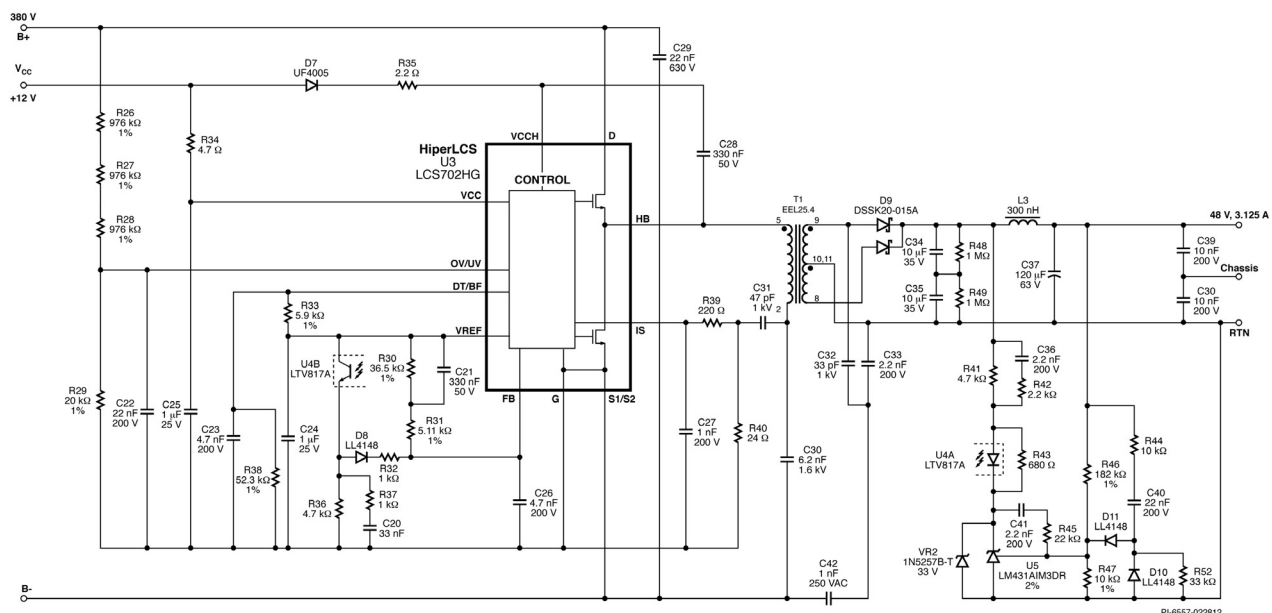 380 V
B+
VCC
+12 V
D7
UF4005
R35
2.2 Ω
C29
22 nF
630 V
R26
976 kΩ
1%
R34
4.7 Ω
R27
976 kΩ
1%
R28
976 kΩ
1%
HiperLCS
U3
LCS702HG
VCCH
D
CONTROL
VCC
HB
OV/UV
DT/BF
VREF
IS
FB
G
S1/S2
C28
330 nF
50 V
T1
EEL25.4
5
9
10,11
8
2
D9
DSSK20-015A
L3
300 nH
48 V, 3.125 A
C34
10 µF
35 V
R48
1 MΩ
C35
10 µF
35 V
R49
1 MΩ
C37
120 µF
63 V
C39
10 nF
200 V
Chassis
C30
10 nF
200 V
RTN
R33
5.9 kΩ
1%
U4B
LTV817A
R30
36.5 kΩ
1%
C21
330 nF
50 V
R31
5.11 kΩ
1%
R39
220 Ω
C31
47 pF
1 kV
C32
33 pF
1 kV
C33
2.2 nF
200 V
R29
20 kΩ
1%
C22
22 nF
200 V
C25
1 µF
25 V
C23
4.7 nF
200 V
R38
52.3 kΩ
1%
C24
1 µF
25 V
D8
LL4148
R32
1 kΩ
R36
4.7 kΩ
R37
1 kΩ
C20
33 nF
C26
4.7 nF
200 V
C27
1 nF
200 V
R40
24 Ω
C30
6.2 nF
1.6 kV
R41
4.7 kΩ
C36
2.2 nF
200 V
R42
2.2 kΩ
U4A
LTV817A
R43
680 Ω
R46
182 kΩ
1%
R44
10 kΩ
C40
22 nF
200 V
C41
2.2 nF
200 V
R45
22 kΩ
D11
LL4148
VR2
1N5257B-T
33 V
U5
LM431AIM3DR
2%
R47
10 kΩ
1%
D10
LL4148
R52
33 kΩ
B-
C42
1 nF
250 VAC
PI-6557-022812